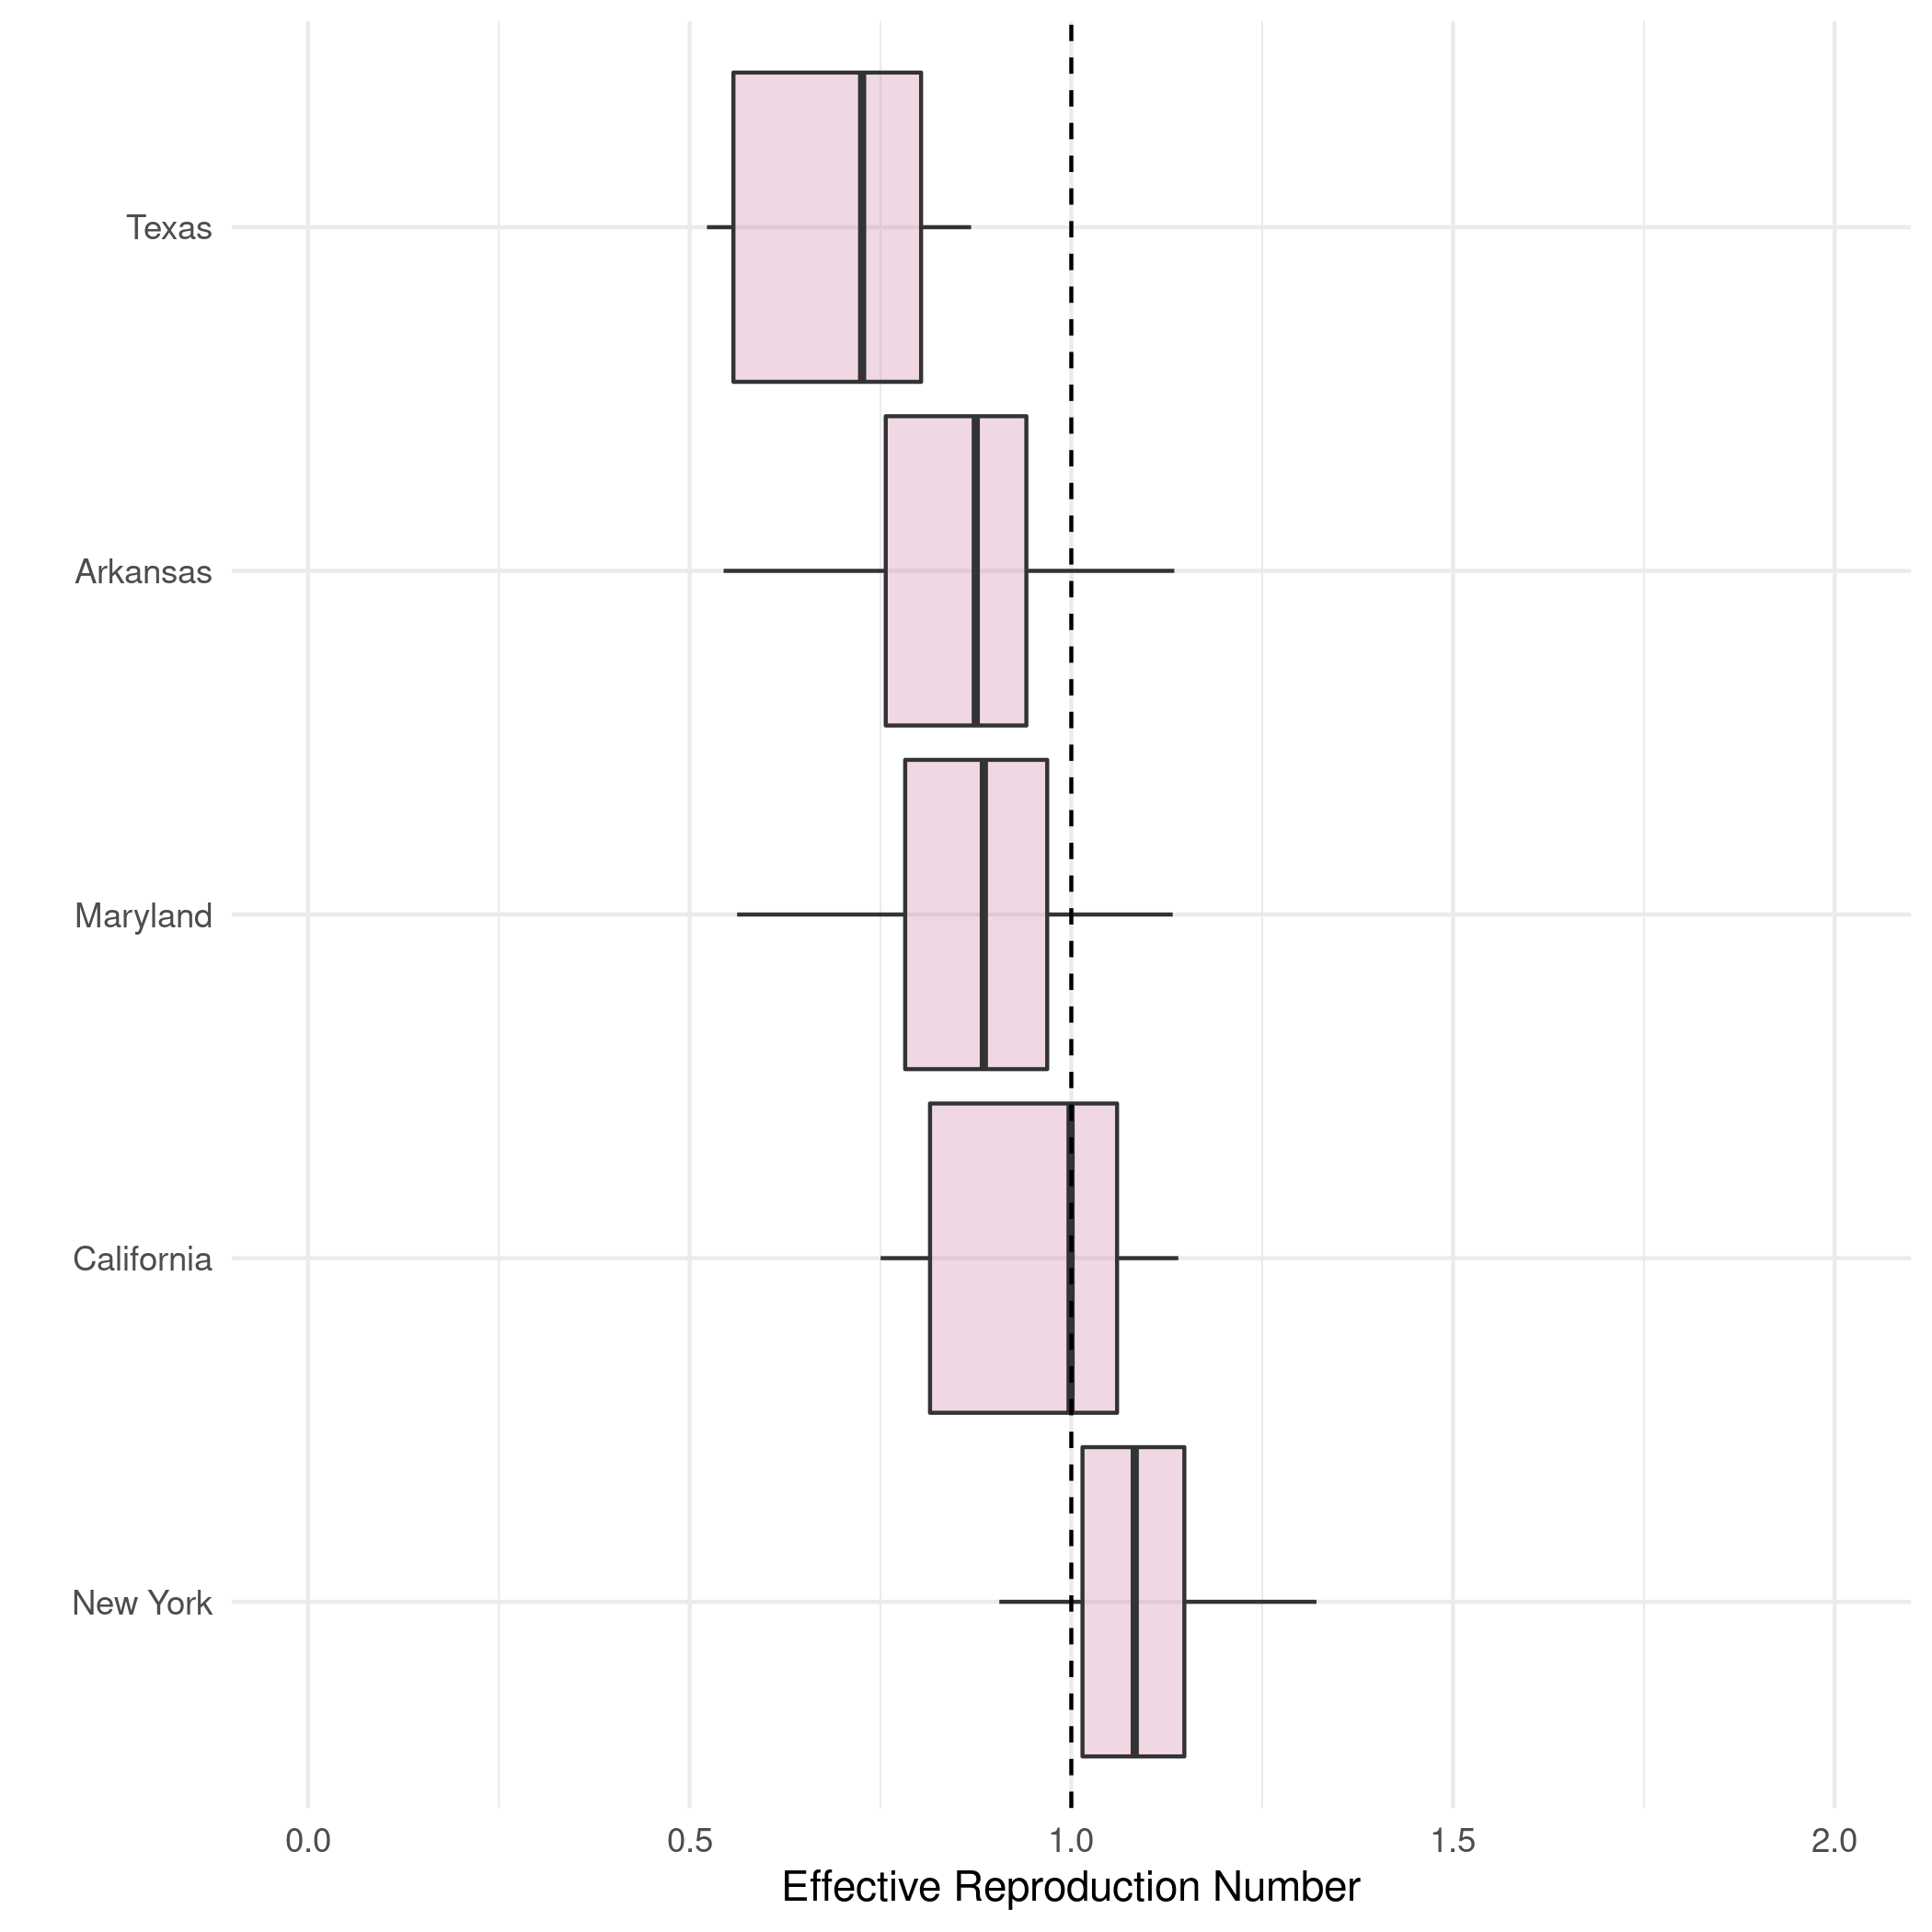 Texas
Arkansas
Maryland
California
New York
0.0 0.5 1.0 1.5 2.0
Effective Reproduction Number